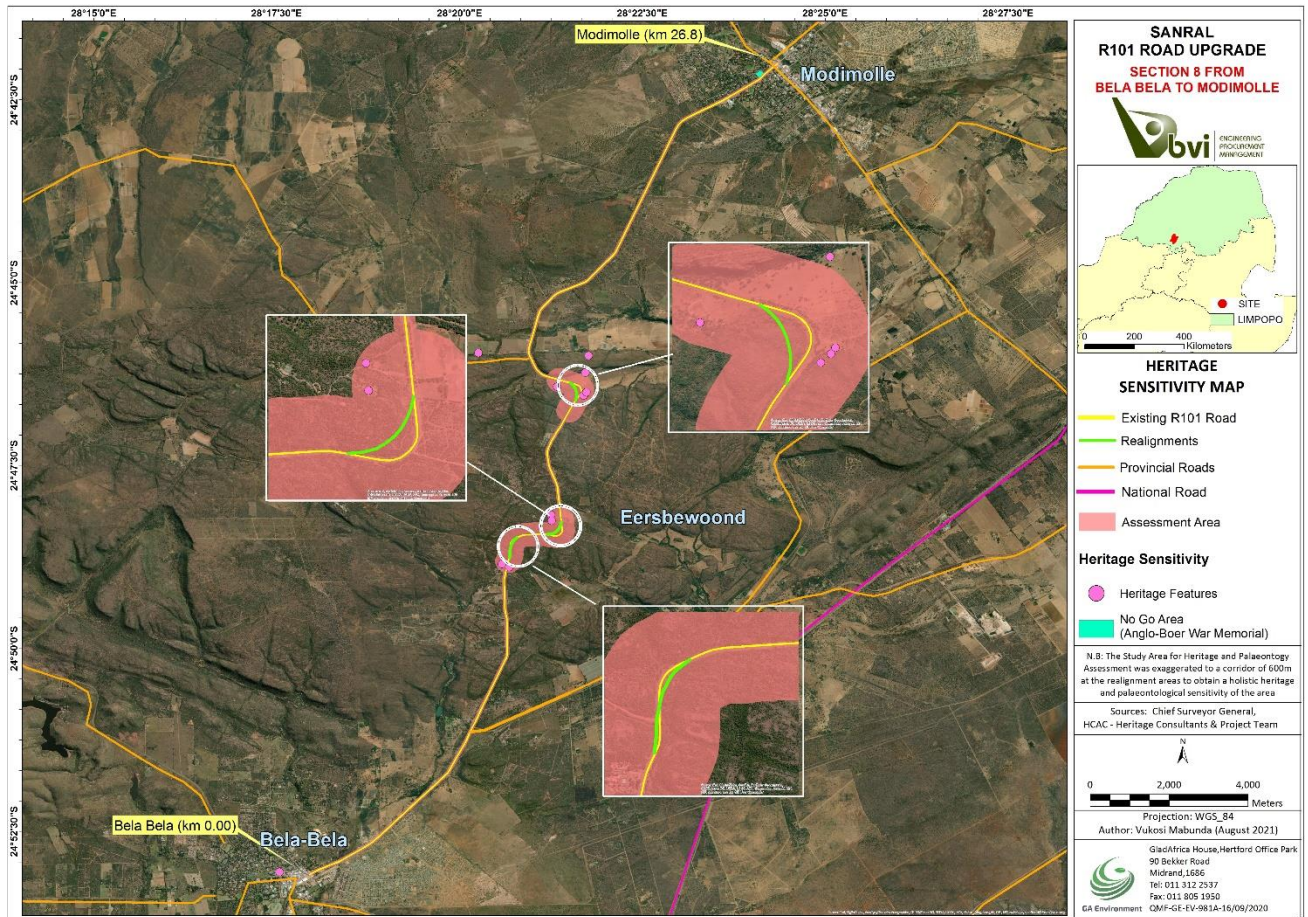 28°15'0"E
28°17'30"E
28°20'0"E
28°22'30"E
28°25'0"E
28°27'30"E
24°42'30"S
24°45'0"S
24°47'30"S
24°50'0"S
24°52'30"S
Modimolle (km 26.8)
Modimolle
Eersbewoond
Bela Bela (km 0.00)
Bela-Bela
SANRAL
R101 ROAD UPGRADE
SECTION 8 FROM
BELA BELA TO MODIMOLLE
bvi
ENGINEERING
PROCUREMENT
MANAGEMENT
SITE
LIMPOPO
0 200 400
Kilometers
HERITAGE
SENSITIVITY MAP
Existing R101 Road
Realignments
Provincial Roads
National Road
Assessment Area
Heritage Sensitivity
Heritage Features
No Go Area
(Anglo-Boer War Memorial)
N.B: The Study Area for Heritage and Palaeontogy
Assessment was exaggerated to a corridor of 600m
at the realignment areas to obtain a holistic heritage
and palaeontological sensitivity of the area
Sources: Chief Surveyor General,
HCAC - Heritage Consultants & Project Team
N
0 2,000 4,000
Meters
Projection: WGS_84
Author: Vukosi Mabunda (August 2021)
GA Environment
GladAfrica House,Hertford Office Park
90 Bekker Road
Midrand,1686
Tel: 011 312 2537
Fax: 011 805 1950
QMF-GE-EV-981A-16/09/2020